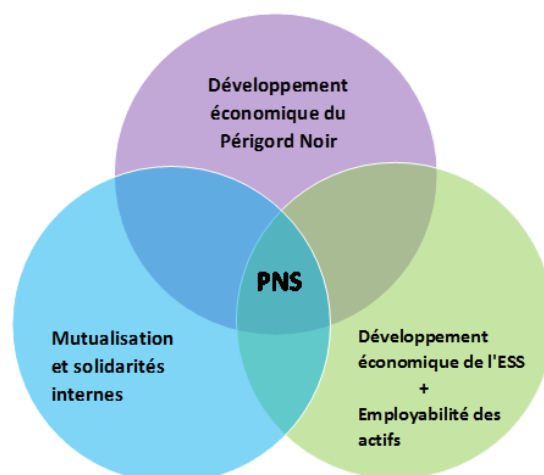 Développement
économique du
Périgord Noir
PNS
Mutualisation
et solidarités
internes
Développement
économique de l'ESS
+
Employabilité des
actifs